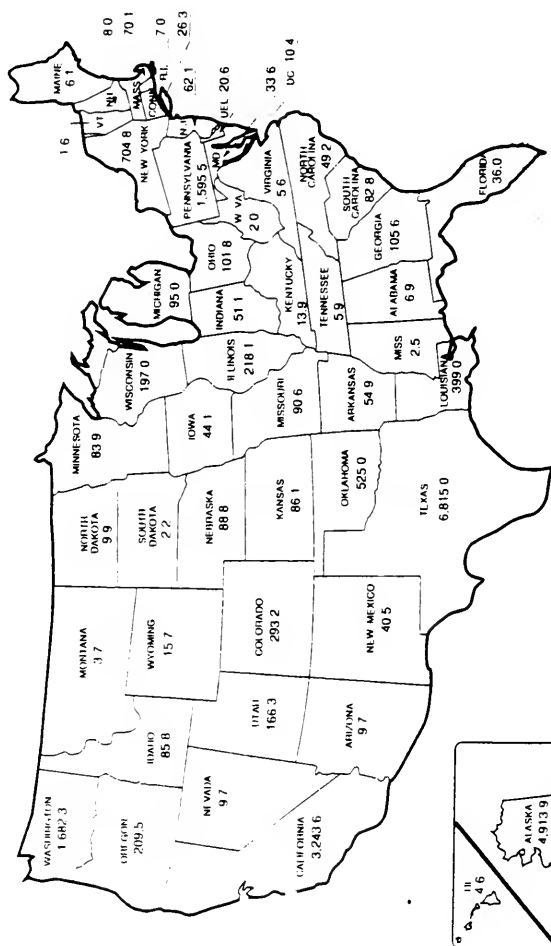 MAINE
6.1
VT
1.6
NH
8.0
MASS
70.1
R.I.
7.0
CONN
26.3
NEW YORK
704.8
N.J.
62.1
PENNSYLVANIA
1,595.5
DEL 20.6
MD
33.6
DC 10.4
VIRGINIA
5.6
W VA
2.0
NORTH
CAROLINA
49.2
SOUTH
CAROLINA
82.8
GEORGIA
105.6
FLORIDA
36.0
OHIO
101.8
MICHIGAN
95.0
INDIANA
51.1
KENTUCKY
13.9
TENNESSEE
5.9
ALABAMA
6.9
MISS
2.5
WISCONSIN
197.0
ILLINOIS
218.1
MINNESOTA
83.9
IOWA
44.1
MISSOURI
90.6
ARKANSAS
54.9
LOUISIANA
399.0
NORTH
DAKOTA
9.9
SOUTH
DAKOTA
2.2
NEBRASKA
88.8
KANSAS
86.1
OKLAHOMA
525.0
TEXAS
6,815.0
MONTANA
3.7
WYOMING
15.7
COLORADO
293.2
NEW MEXICO
40.5
IDAHO
85.8
UTAH
166.3
ARIZONA
9.7
WASHINGTON
1,682.3
OREGON
209.5
NEVADA
9.7
CALIFORNIA
3,243.6
HI
4.6
ALASKA
4,913.9